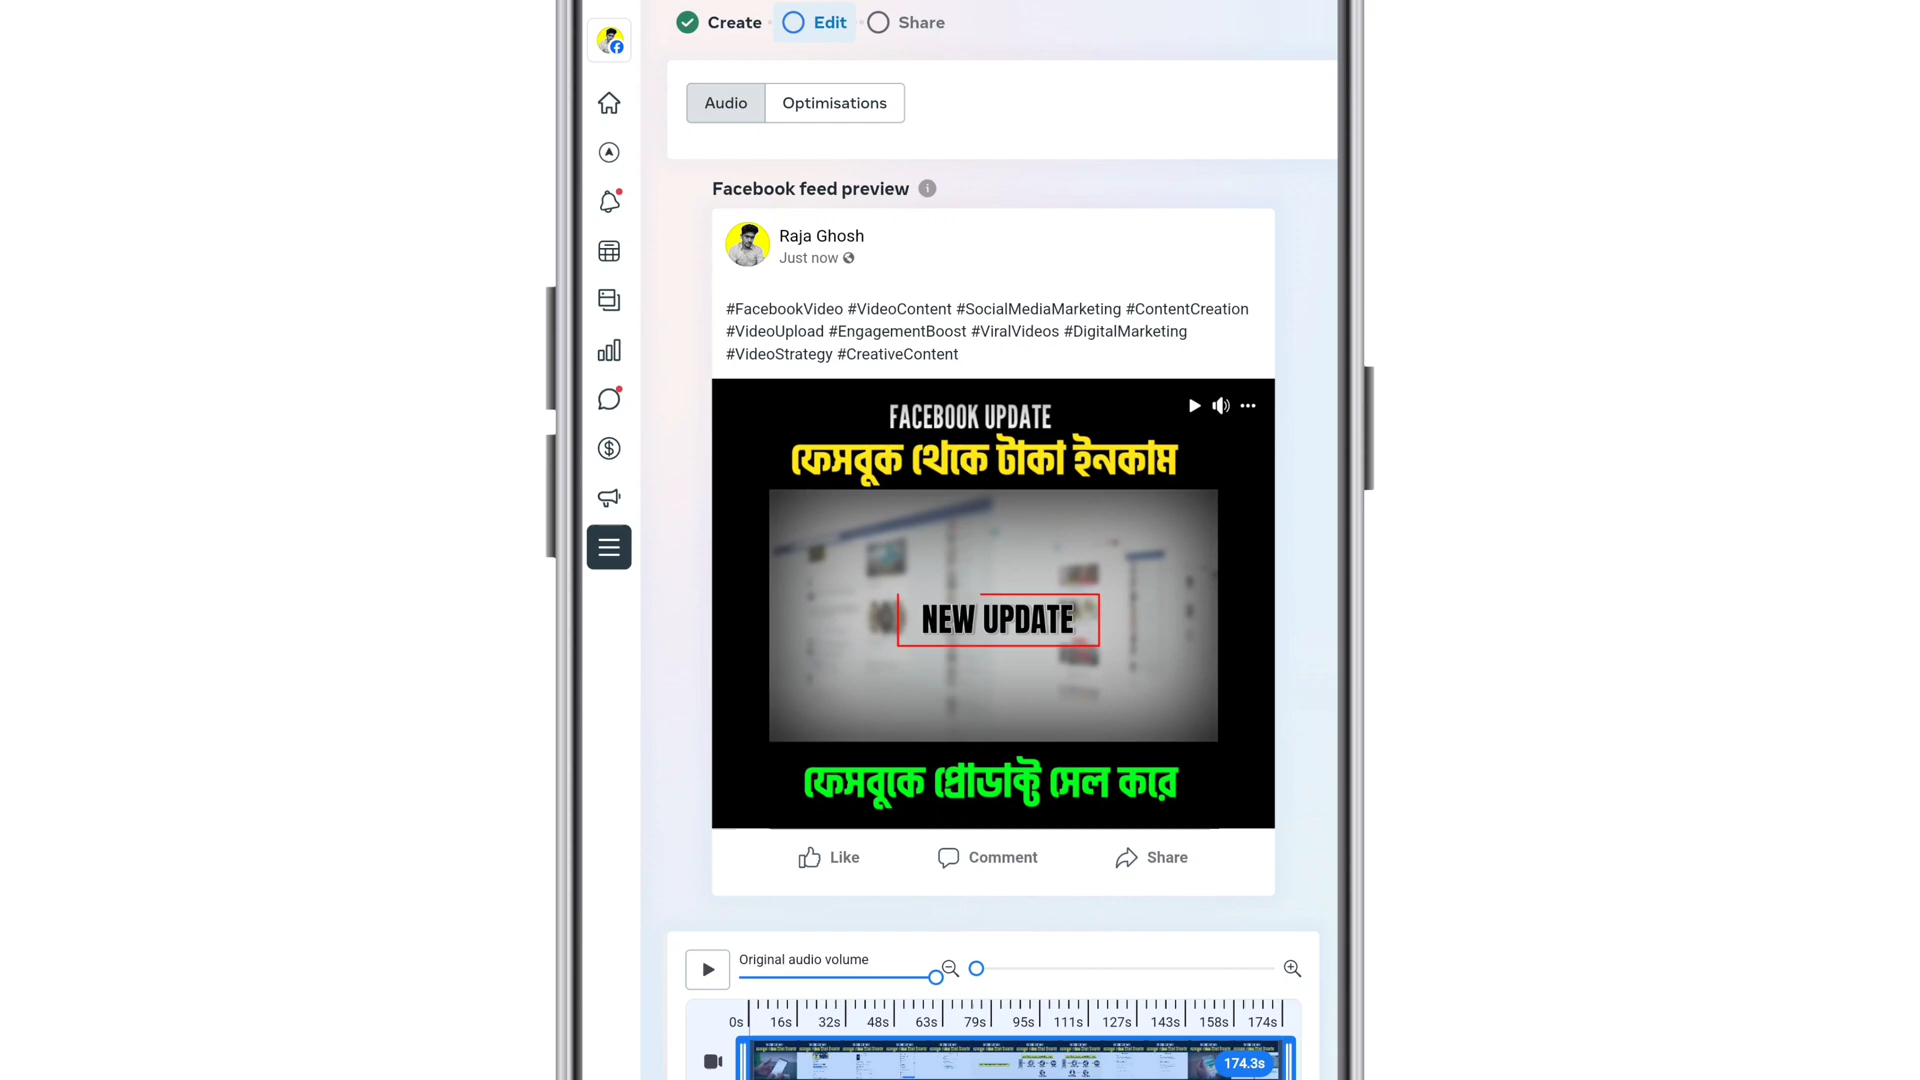 Create
Edit
Share
Audio
Optimisations
Facebook feed preview
Raja Ghosh
Just now
#FacebookVideo #VideoContent #SocialMediaMarketing #ContentCreation
#VideoUpload #EngagementBoost #ViralVideos #DigitalMarketing
#VideoStrategy #CreativeContent
FACEBOOK UPDATE
ফেসবুক থেকে টাকা ইনকাম
NEW UPDATE
ফেসবুকে প্রোডাক্ট সেল করে
Like
Comment
Share
Original audio volume
0s 16s 32s 48s 63s 79s 95s 111s 127s 143s 158s 174s
174.3s